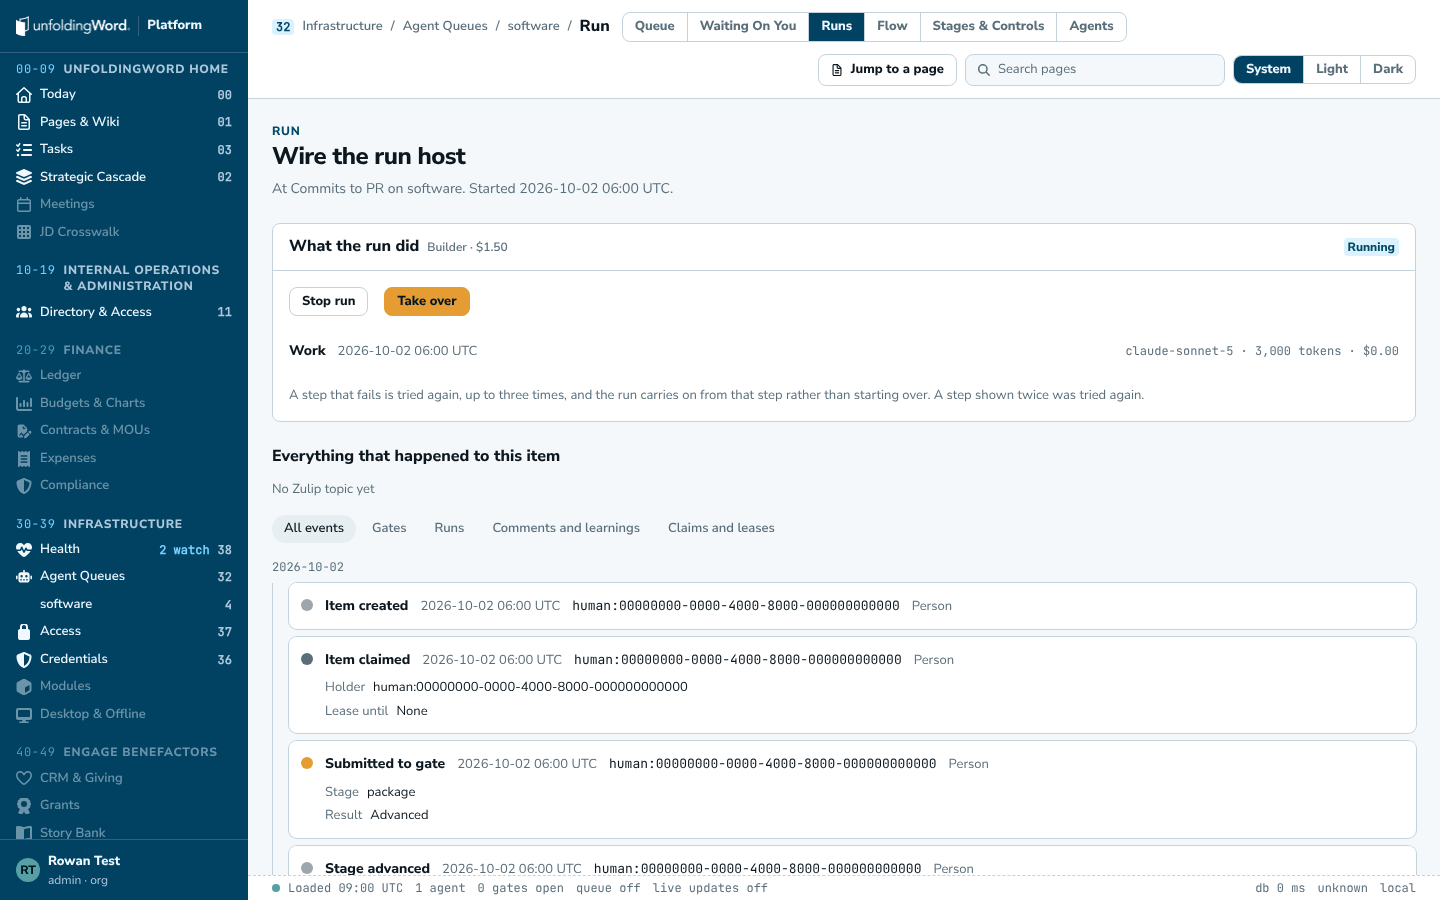 unfoldingWord Platform
00-09 UNFOLDINGWORD HOME
Today 00
Pages & Wiki 01
Tasks 03
Strategic Cascade 02
Meetings
JD Crosswalk
10-19 INTERNAL OPERATIONS
& ADMINISTRATION
Directory & Access 11
20-29 FINANCE
Ledger
Budgets & Charts
Contracts & MOUs
Expenses
Compliance
30-39 INFRASTRUCTURE
Health 2 watch 38
Agent Queues 32
software 4
Access 37
Credentials 36
Modules
Desktop & Offline
40-49 ENGAGE BENEFACTORS
CRM & Giving
Grants
Story Bank
RT Rowan Test
admin · org
32 Infrastructure / Agent Queues / software / Run
Queue Waiting On You Runs Flow Stages & Controls Agents
Jump to a page Search pages System Light Dark
RUN
Wire the run host
At Commits to PR on software. Started 2026-10-02 06:00 UTC.
What the run did Builder · $1.50 Running
Stop run Take over
Work 2026-10-02 06:00 UTC claude-sonnet-5 · 3,000 tokens · $0.00
A step that fails is tried again, up to three times, and the run carries on from that step rather than starting over. A step shown twice was tried again.
Everything that happened to this item
No Zulip topic yet
All events Gates Runs Comments and learnings Claims and leases
2026-10-02
Item created 2026-10-02 06:00 UTC human:00000000-0000-4000-8000-000000000000 Person
Item claimed 2026-10-02 06:00 UTC human:00000000-0000-4000-8000-000000000000 Person
Holder human:00000000-0000-4000-8000-000000000000
Lease until None
Submitted to gate 2026-10-02 06:00 UTC human:00000000-0000-4000-8000-000000000000 Person
Stage package
Result Advanced
Stage advanced 2026-10-02 06:00 UTC human:00000000-0000-4000-8000-000000000000 Person
Loaded 09:00 UTC 1 agent 0 gates open queue off live updates off db 0 ms unknown local